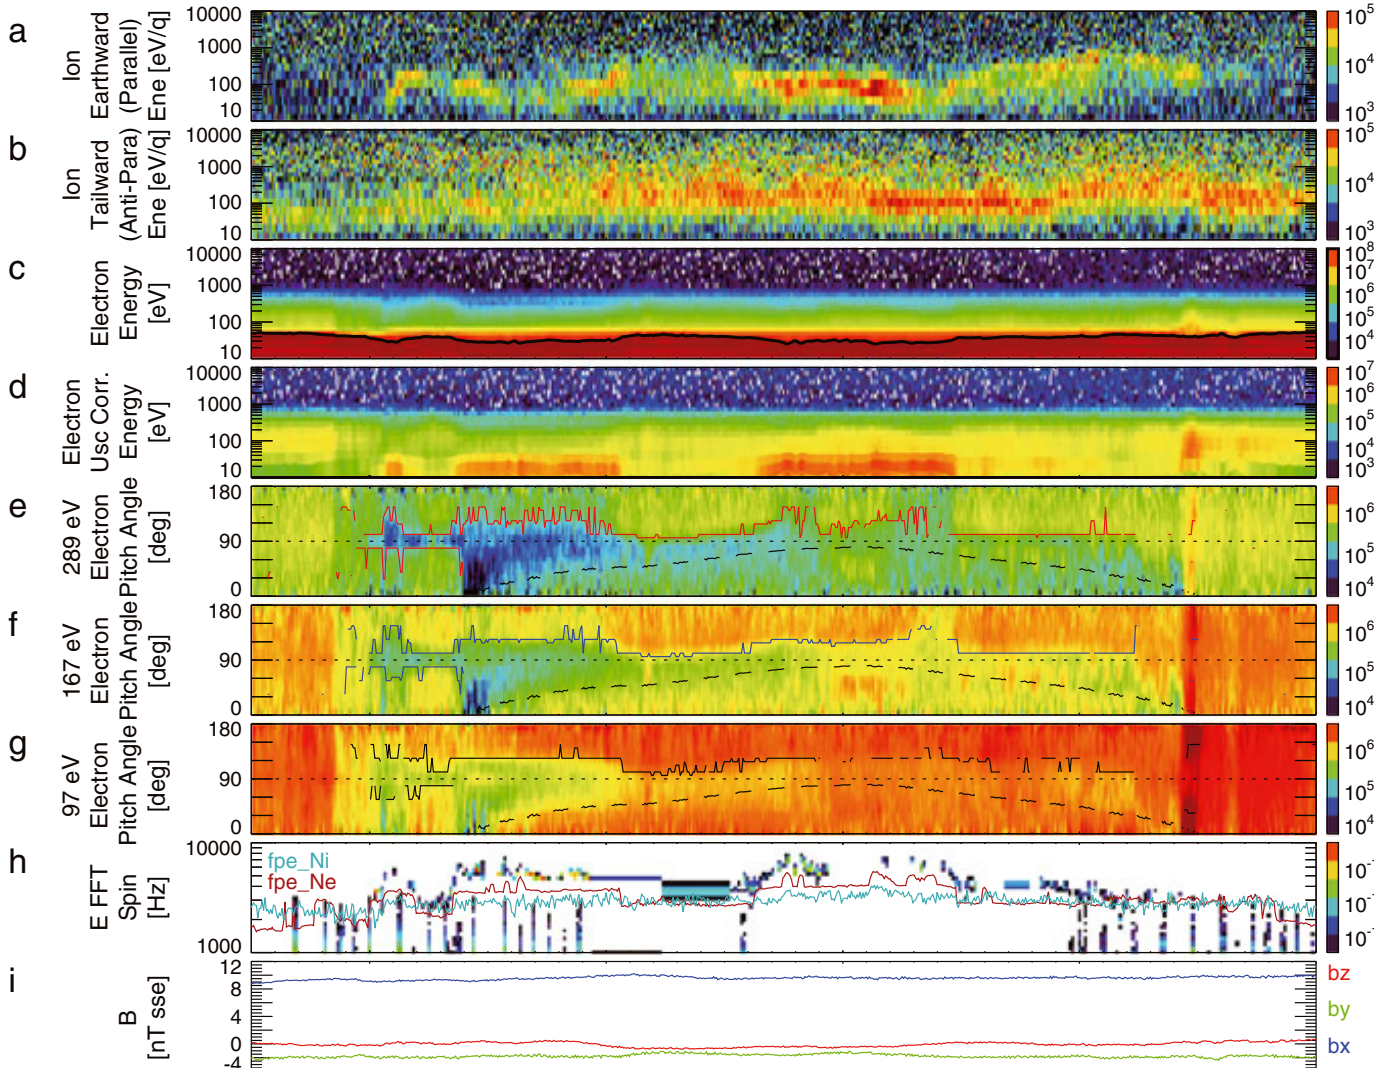 a
Ion
Earthward
(Parallel)
Ene [eV/q]
10000
1000
100
10
10^5
10^4
10^3
b
Ion
Tailward
(Anti-Para)
Ene [eV/q]
10000
1000
100
10
10^5
10^4
10^3
c
Electron
Energy
[eV]
10000
1000
100
10
10^8
10^7
10^6
10^5
10^4
d
Electron
Usc Corr.
Energy
[eV]
10000
1000
100
10
10^7
10^6
10^5
10^4
10^3
e
289 eV
Electron
Pitch Angle
[deg]
180
90
0
10^6
10^5
10^4
f
167 eV
Electron
Pitch Angle
[deg]
180
90
0
10^6
10^5
10^4
g
97 eV
Electron
Pitch Angle
[deg]
180
90
0
10^6
10^5
10^4
h
E FFT
Spin
[Hz]
10000
1000
fpe_Ni
fpe_Ne
i
B
[nT sse]
12
8
4
0
-4
bz
by
bx